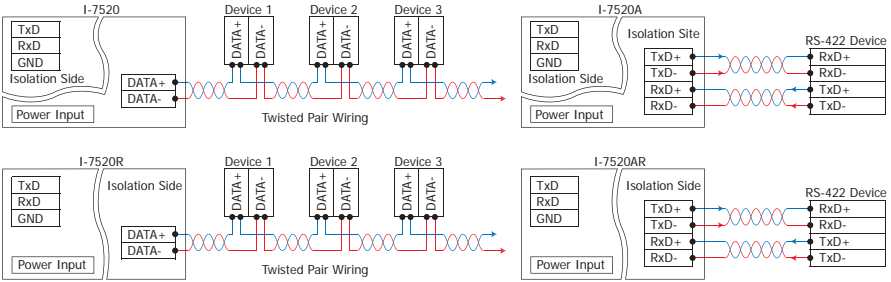 I-7520
TxD
RxD
GND
Isolation Side
Power Input
DATA+
DATA-
Device 1
DATA+
DATA-
Device 2
DATA+
DATA-
Device 3
DATA+
DATA-
Twisted Pair Wiring
I-7520A
TxD
RxD
GND
Isolation Side
Power Input
Isolation Site
TxD+
TxD-
RxD+
RxD-
RS-422 Device
RxD+
RxD-
TxD+
TxD-
I-7520R
TxD
RxD
GND
Power Input
Isolation Side
DATA+
DATA-
Device 1
DATA+
DATA-
Device 2
DATA+
DATA-
Device 3
DATA+
DATA-
Twisted Pair Wiring
I-7520AR
TxD
RxD
GND
Power Input
Isolation Side
TxD+
TxD-
RxD+
RxD-
RS-422 Device
RxD+
RxD-
TxD+
TxD-